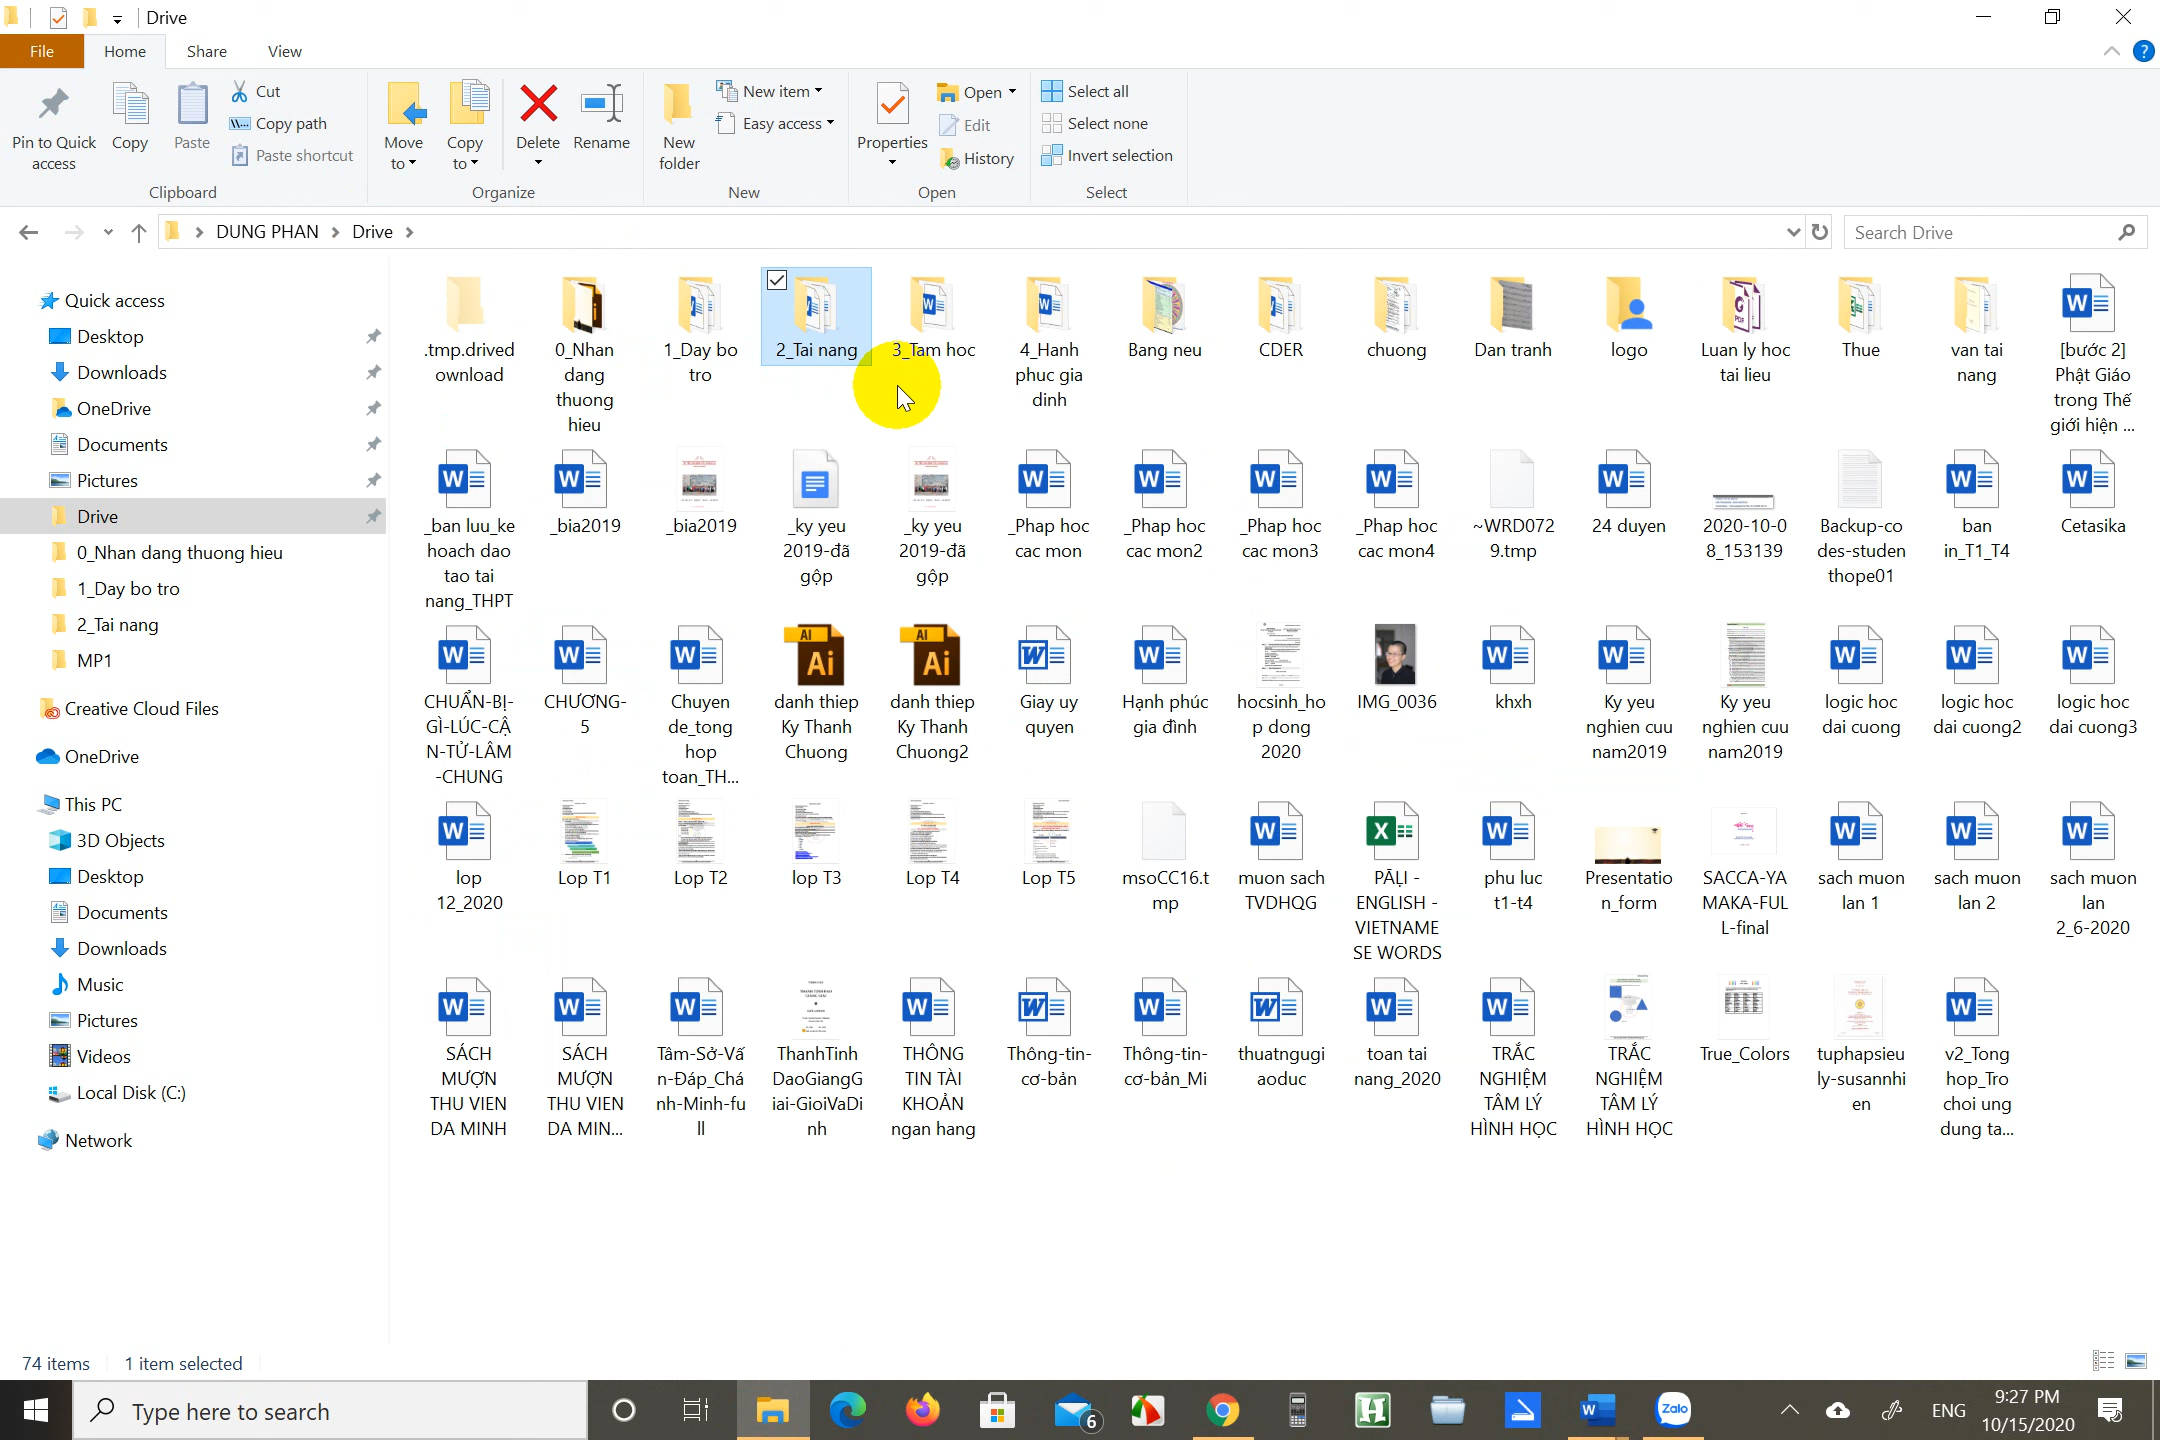 Drive
File
Home
Share
View
Pin to Quick access
Copy
Paste
Cut
Copy path
Paste shortcut
Clipboard
Move to
Copy to
Delete
Rename
Organize
New folder
New item
Easy access
New
Properties
Open
Edit
History
Open
Select all
Select none
Invert selection
Select
DUNG PHAN
Drive
Search Drive
Quick access
Desktop
Downloads
OneDrive
Documents
Pictures
Drive
0_Nhan dang thuong hieu
1_Day bo tro
2_Tai nang
MP1
Creative Cloud Files
OneDrive
This PC
3D Objects
Desktop
Documents
Downloads
Music
Pictures
Videos
Local Disk (C:)
Network
.tmp.drived
ownload
0_Nhan
dang
thuong
hieu
1_Day bo
tro
2_Tai nang
3_Tam hoc
4_Hanh
phuc gia
dinh
Bang neu
CDER
chuong
Dan tranh
logo
Luan ly hoc
tai lieu
Thue
van tai
nang
[bước 2]
Phật Giáo
trong Thế
giới hiện ...
_ban luu_ke
hoach dao
tao tai
nang_THPT
_bia2019
_bia2019
_ky yeu
2019-đã
gộp
_ky yeu
2019-đã
gộp
_Phap hoc
cac mon
_Phap hoc
cac mon2
_Phap hoc
cac mon3
_Phap hoc
cac mon4
~WRD072
9.tmp
24 duyen
2020-10-0
8_153139
Backup-co
des-studen
thope01
ban
in_T1_T4
Cetasika
CHUẨN-BỊ-
GÌ-LÚC-CẬ
N-TỬ-LÂM
-CHUNG
CHƯƠNG-
5
Chuyen
de_tong
hop
toan_TH...
danh thiep
Ky Thanh
Chuong
danh thiep
Ky Thanh
Chuong2
Giay uy
quyen
Hạnh phúc
gia đình
hocsinh_ho
p dong
2020
IMG_0036
khxh
Ky yeu
nghien cuu
nam2019
Ky yeu
nghien cuu
nam2019
logic hoc
dai cuong
logic hoc
dai cuong2
logic hoc
dai cuong3
lop
12_2020
Lop T1
Lop T2
lop T3
Lop T4
Lop T5
msoCC16.t
mp
muon sach
TVDHQG
PĀḶI -
ENGLISH -
VIETNAME
SE WORDS
phu luc
t1-t4
Presentatio
n_form
SACCA-YA
MAKA-FUL
L-final
sach muon
lan 1
sach muon
lan 2
sach muon
lan
2_6-2020
SÁCH
MƯỢN
THU VIEN
DA MINH
SÁCH
MƯỢN
THU VIEN
DA MIN...
Tâm-Sở-Vấ
n-Đáp_Chá
nh-Minh-fu
ll
ThanhTinh
DaoGiangG
iai-GioiVaDi
nh
THÔNG
TIN TÀI
KHOẢN
ngan hang
Thông-tin-
cơ-bản
Thông-tin-
cơ-bản_Mi
thuatngugi
aoduc
toan tai
nang_2020
TRẮC
NGHIỆM
TÂM LÝ
HÌNH HỌC
TRẮC
NGHIỆM
TÂM LÝ
HÌNH HỌC
True_Colors
tuphapsieu
ly-susannhi
en
v2_Tong
hop_Tro
choi ung
dung ta...
74 items
1 item selected
Type here to search
6
Zalo
ENG
9:27 PM
10/15/2020